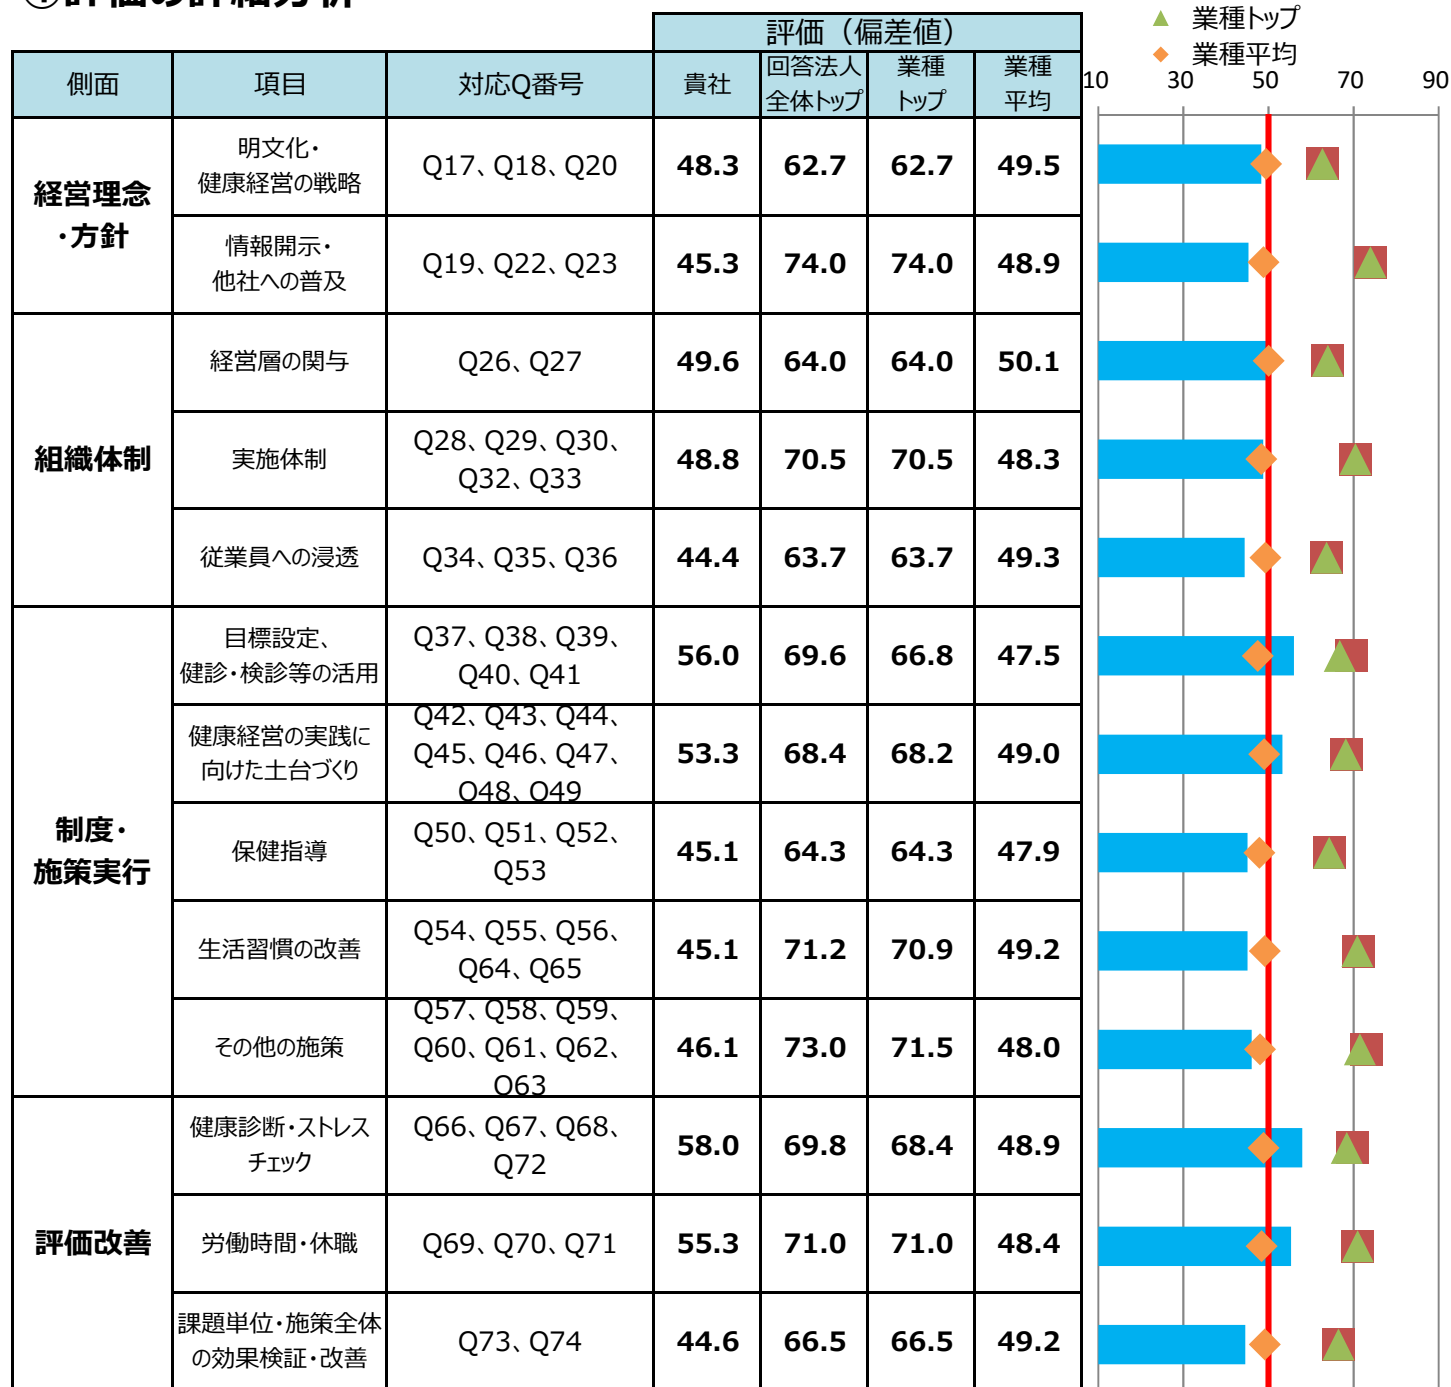 ①評価の詳細分析
▲ 業種トップ
◆ 業種平均
評価（偏差値）
側面 項目 対応Q番号 貴社 回答法人 業種 業種
全体トップ トップ 平均
10 30 50 70 90
経営理念
・方針
明文化・
健康経営の戦略
Q17、Q18、Q20 48.3 62.7 62.7 49.5
情報開示・
他社への普及
Q19、Q22、Q23 45.3 74.0 74.0 48.9
組織体制
経営層の関与 Q26、Q27 49.6 64.0 64.0 50.1
実施体制
Q28、Q29、Q30、
Q32、Q33
48.8 70.5 70.5 48.3
従業員への浸透 Q34、Q35、Q36 44.4 63.7 63.7 49.3
制度・
施策実行
目標設定、
健診・検診等の活用
Q37、Q38、Q39、
Q40、Q41
56.0 69.6 66.8 47.5
健康経営の実践に
向けた土台づくり
Q42、Q43、Q44、
Q45、Q46、Q47、
Q48、Q49
53.3 68.4 68.2 49.0
保健指導
Q50、Q51、Q52、
Q53
45.1 64.3 64.3 47.9
生活習慣の改善
Q54、Q55、Q56、
Q64、Q65
45.1 71.2 70.9 49.2
その他の施策
Q57、Q58、Q59、
Q60、Q61、Q62、
Q63
46.1 73.0 71.5 48.0
評価改善
健康診断・ストレス
チェック
Q66、Q67、Q68、
Q72
58.0 69.8 68.4 48.9
労働時間・休職 Q69、Q70、Q71 55.3 71.0 71.0 48.4
課題単位・施策全体
の効果検証・改善
Q73、Q74 44.6 66.5 66.5 49.2